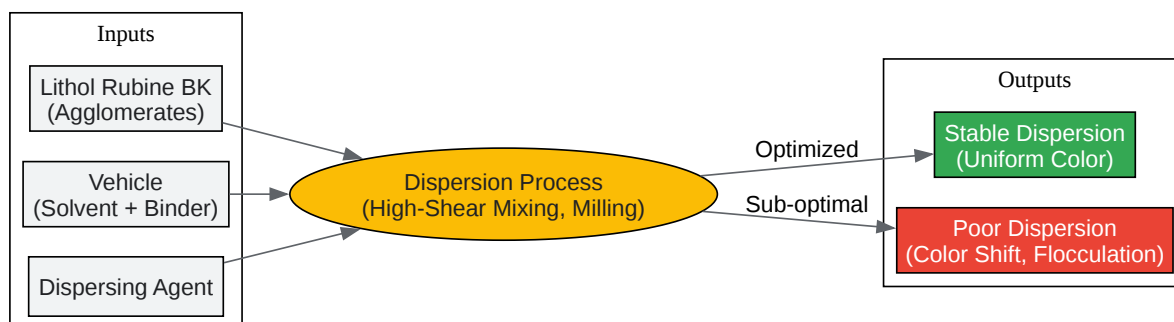 Inputs
Lithol Rubine BK
(Agglomerates)
Vehicle
(Solvent + Binder)
Dispersing Agent
Dispersion Process
(High-Shear Mixing, Milling)
Optimized
Sub-optimal
Outputs
Stable Dispersion
(Uniform Color)
Poor Dispersion
(Color Shift, Flocculation)